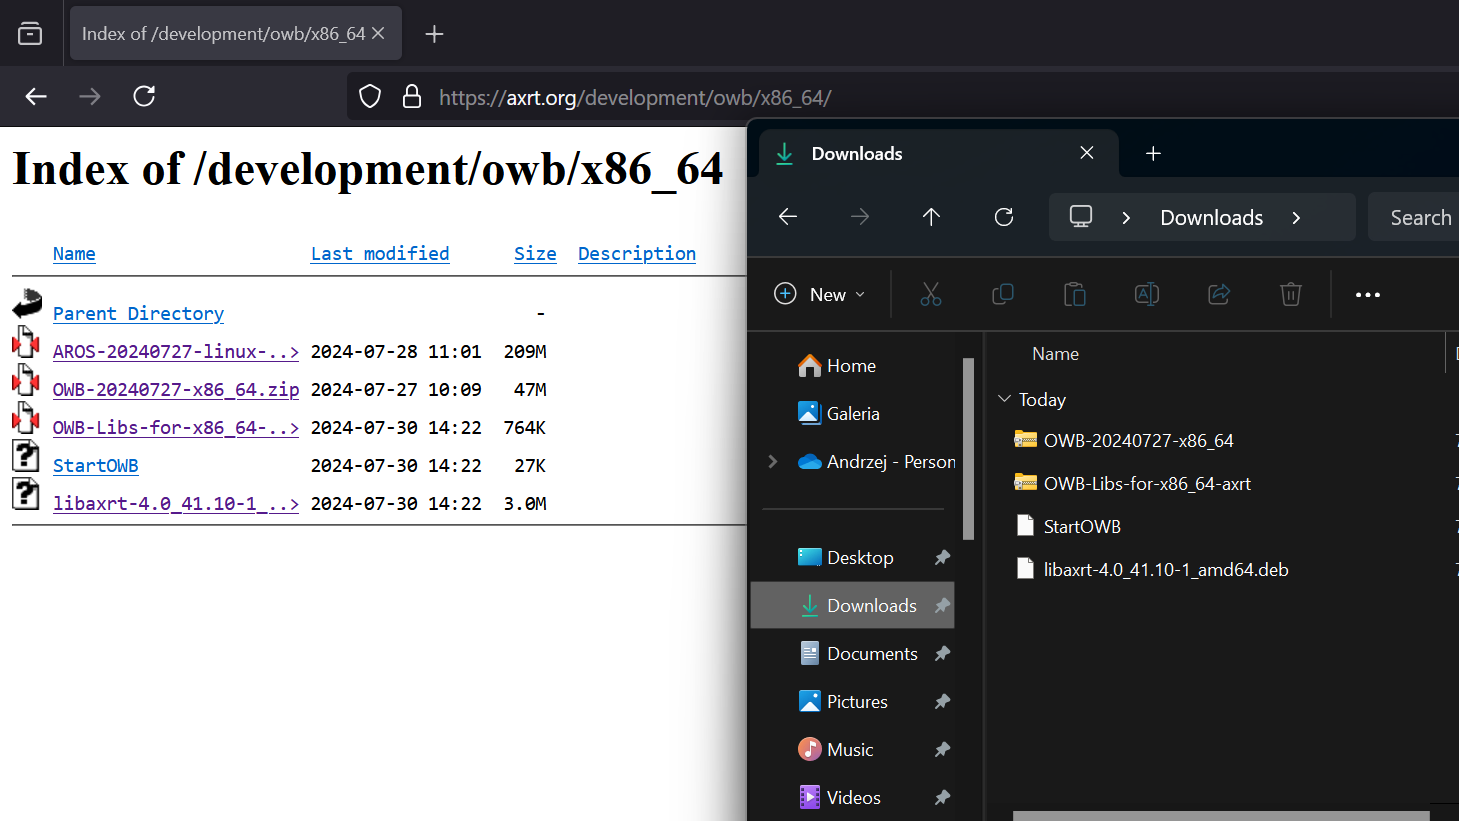 Index of /development/owb/x86_64
https://axrt.org/development/owb/x86_64/
Index of /development/owb/x86_64
Name Last modified Size Description
Parent Directory -
AROS-20240727-linux-..> 2024-07-28 11:01 209M
OWB-20240727-x86_64.zip 2024-07-27 10:09 47M
OWB-Libs-for-x86_64-..> 2024-07-30 14:22 764K
StartOWB 2024-07-30 14:22 27K
libaxrt-4.0_41.10-1_..> 2024-07-30 14:22 3.0M
Downloads
Downloads
Search
New
Home
Galeria
Andrzej - Person
Desktop
Downloads
Documents
Pictures
Music
Videos
Name
Today
OWB-20240727-x86_64
OWB-Libs-for-x86_64-axrt
StartOWB
libaxrt-4.0_41.10-1_amd64.deb